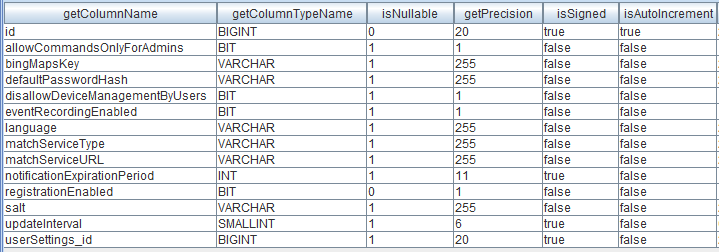 getColumnName getColumnTypeName isNullable getPrecision isSigned isAutoIncrement
id BIGINT 0 20 true true
allowCommandsOnlyForAdmins BIT 1 1 false false
bingMapsKey VARCHAR 1 255 false false
defaultPasswordHash VARCHAR 1 255 false false
disallowDeviceManagementByUsers BIT 1 1 false false
eventRecordingEnabled BIT 1 1 false false
language VARCHAR 1 255 false false
matchServiceType VARCHAR 1 255 false false
matchServiceURL VARCHAR 1 255 false false
notificationExpirationPeriod INT 1 11 true false
registrationEnabled BIT 0 1 false false
salt VARCHAR 1 255 false false
updateInterval SMALLINT 1 6 true false
userSettings_id BIGINT 1 20 true false